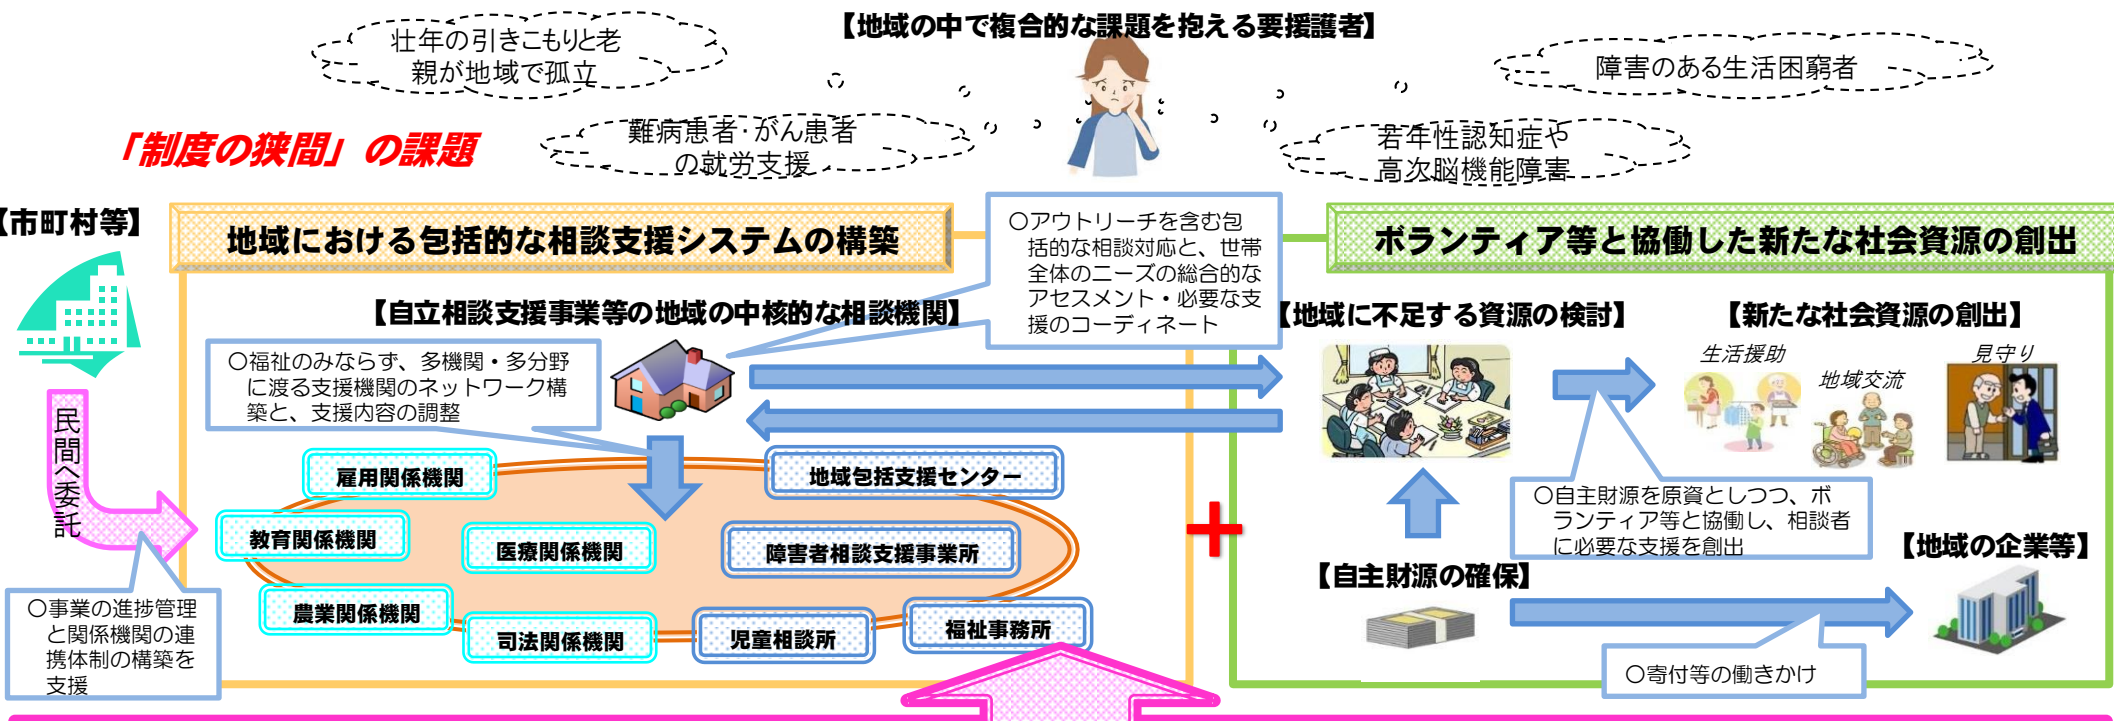 【地域の中で複合的な課題を抱える要援護者】
壮年の引きこもりと老
親が地域で孤立
障害のある生活困窮者
難病患者・がん患者
の就労支援
若年性認知症や
高次脳機能障害
「制度の狭間」の課題
【市町村等】
地域における包括的な相談支援システムの構築
〇アウトリーチを含む包
括的な相談対応と、世帯
全体のニーズの総合的な
アセスメント・必要な支
援のコーディネート
ボランティア等と協働した新たな社会資源の創出
【自立相談支援事業等の地域の中核的な相談機関】
〇福祉のみならず、多機関・多分野
に渡る支援機関のネットワーク構
築と、支援内容の調整
民間へ委託
雇用関係機関
地域包括支援センター
教育関係機関
医療関係機関
障害者相談支援事業所
農業関係機関
司法関係機関
児童相談所
福祉事務所
〇事業の進捗管理
と関係機関の連
携体制の構築を
支援
+
【地域に不足する資源の検討】
【新たな社会資源の創出】
生活援助
地域交流
見守り
〇自主財源を原資としつつ、ボ
ランティア等と協働し、相談者
に必要な支援を創出
【自主財源の確保】
【地域の企業等】
〇寄付等の働きかけ